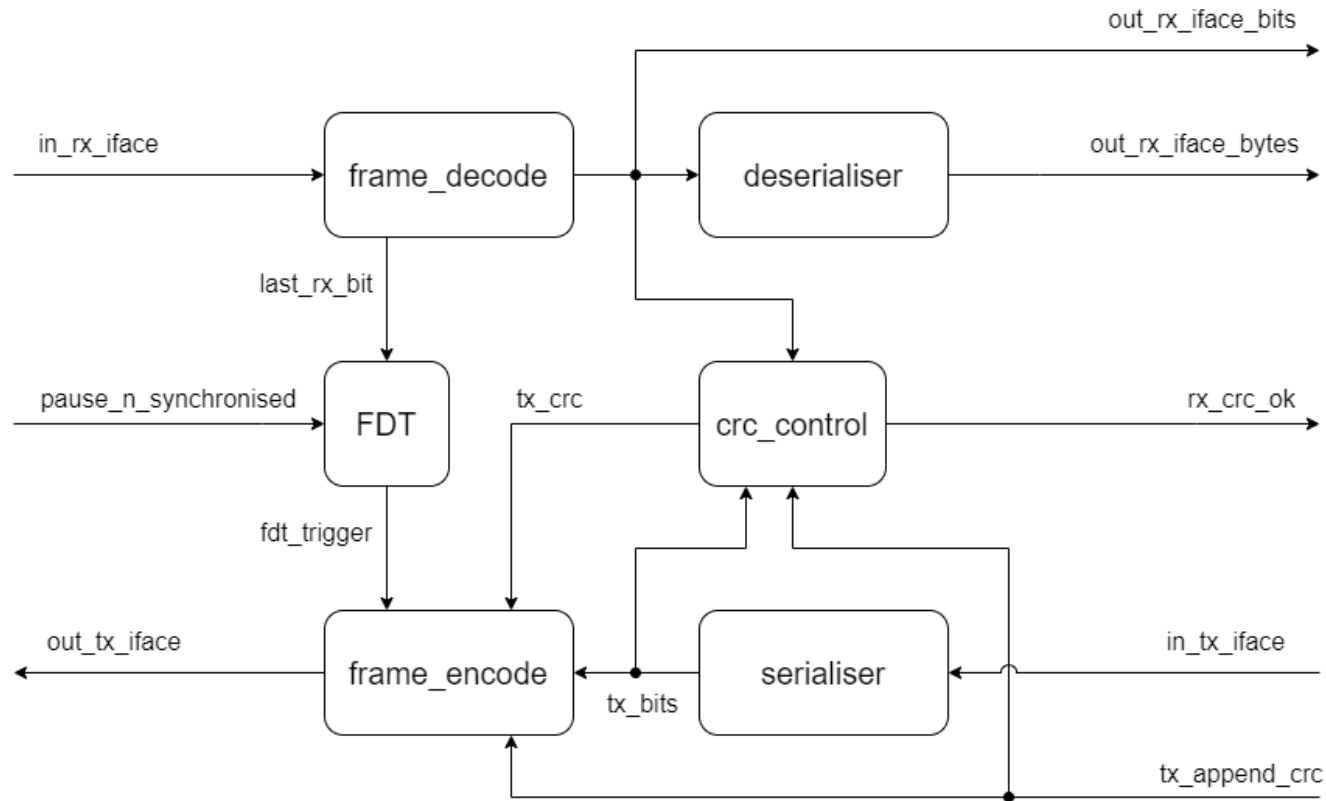 out_rx_iface_bits
in_rx_iface
frame_decode
deserialiser
out_rx_iface_bytes
last_rx_bit
pause_n_synchronised
FDT
tx_crc
crc_control
rx_crc_ok
fdt_trigger
out_tx_iface
frame_encode
tx_bits
serialiser
in_tx_iface
tx_append_crc